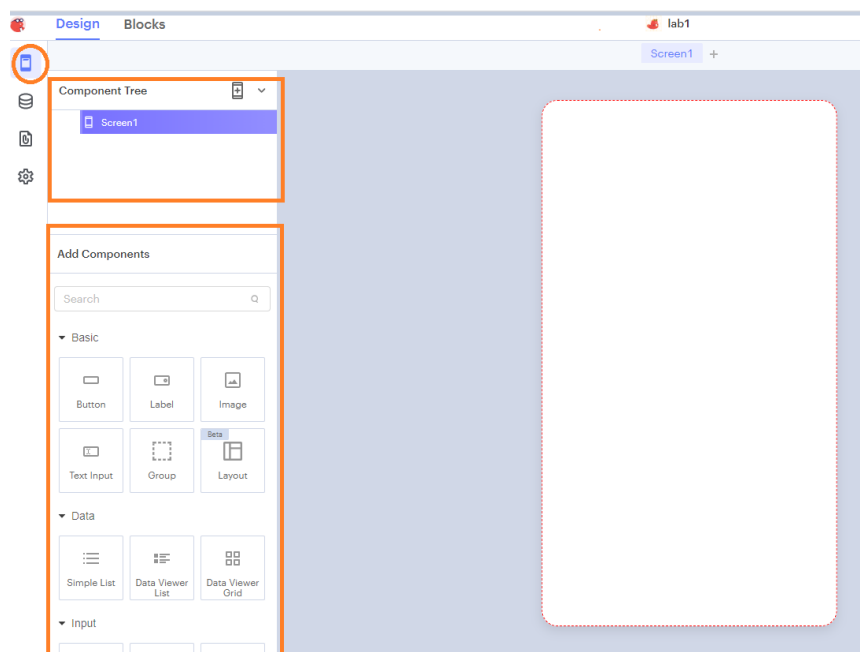 Design Blocks lab1
Screen1 +
Component Tree
Screen1
Add Components
Search
Basic
Button Label Image
Beta
Text Input Group Layout
Data
Simple List Data Viewer List Data Viewer Grid
Input